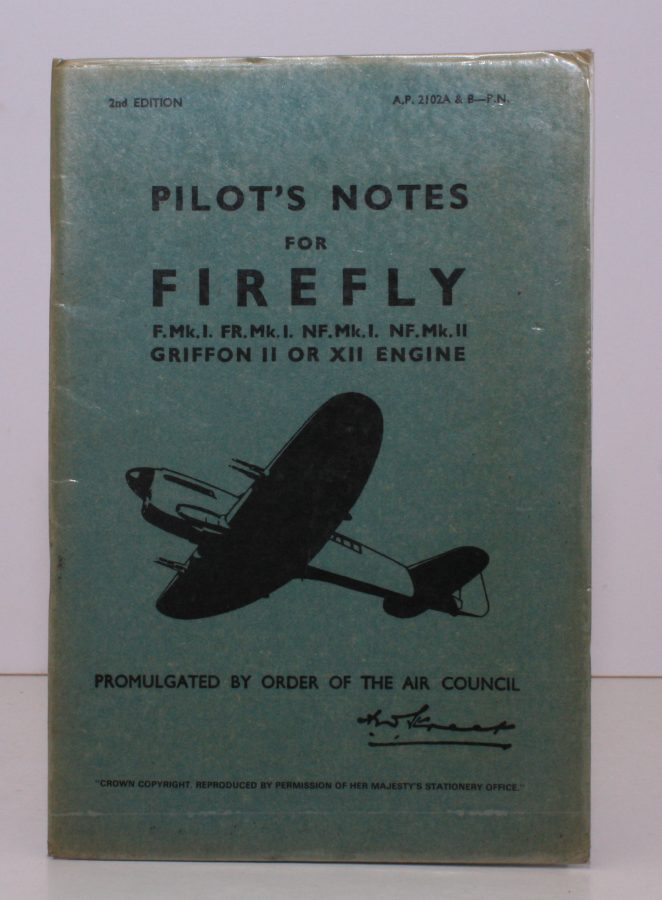 2nd EDITION A.P. 2102A & B—P.N.
PILOT'S NOTES
FOR
FIREFLY
F.Mk.I. FR.Mk.I. NF.Mk.I. NF.Mk.II
GRIFFON II OR XII ENGINE
PROMULGATED BY ORDER OF THE AIR COUNCIL
"CROWN COPYRIGHT. REPRODUCED BY PERMISSION OF HER MAJESTY'S STATIONERY OFFICE."